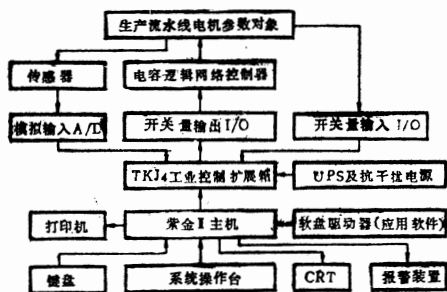 生产流水线电机参数对象
传感器
电容逻辑网络控制器
模拟输入A/D
开关量输出I/O
开关量输入I/O
TKJ4工业控制扩展箱
UPS及抗干扰电源
打印机
紫金Ⅱ主机
软盘驱动器(应用软件)
键盘
系统操作台
CRT
报警装置